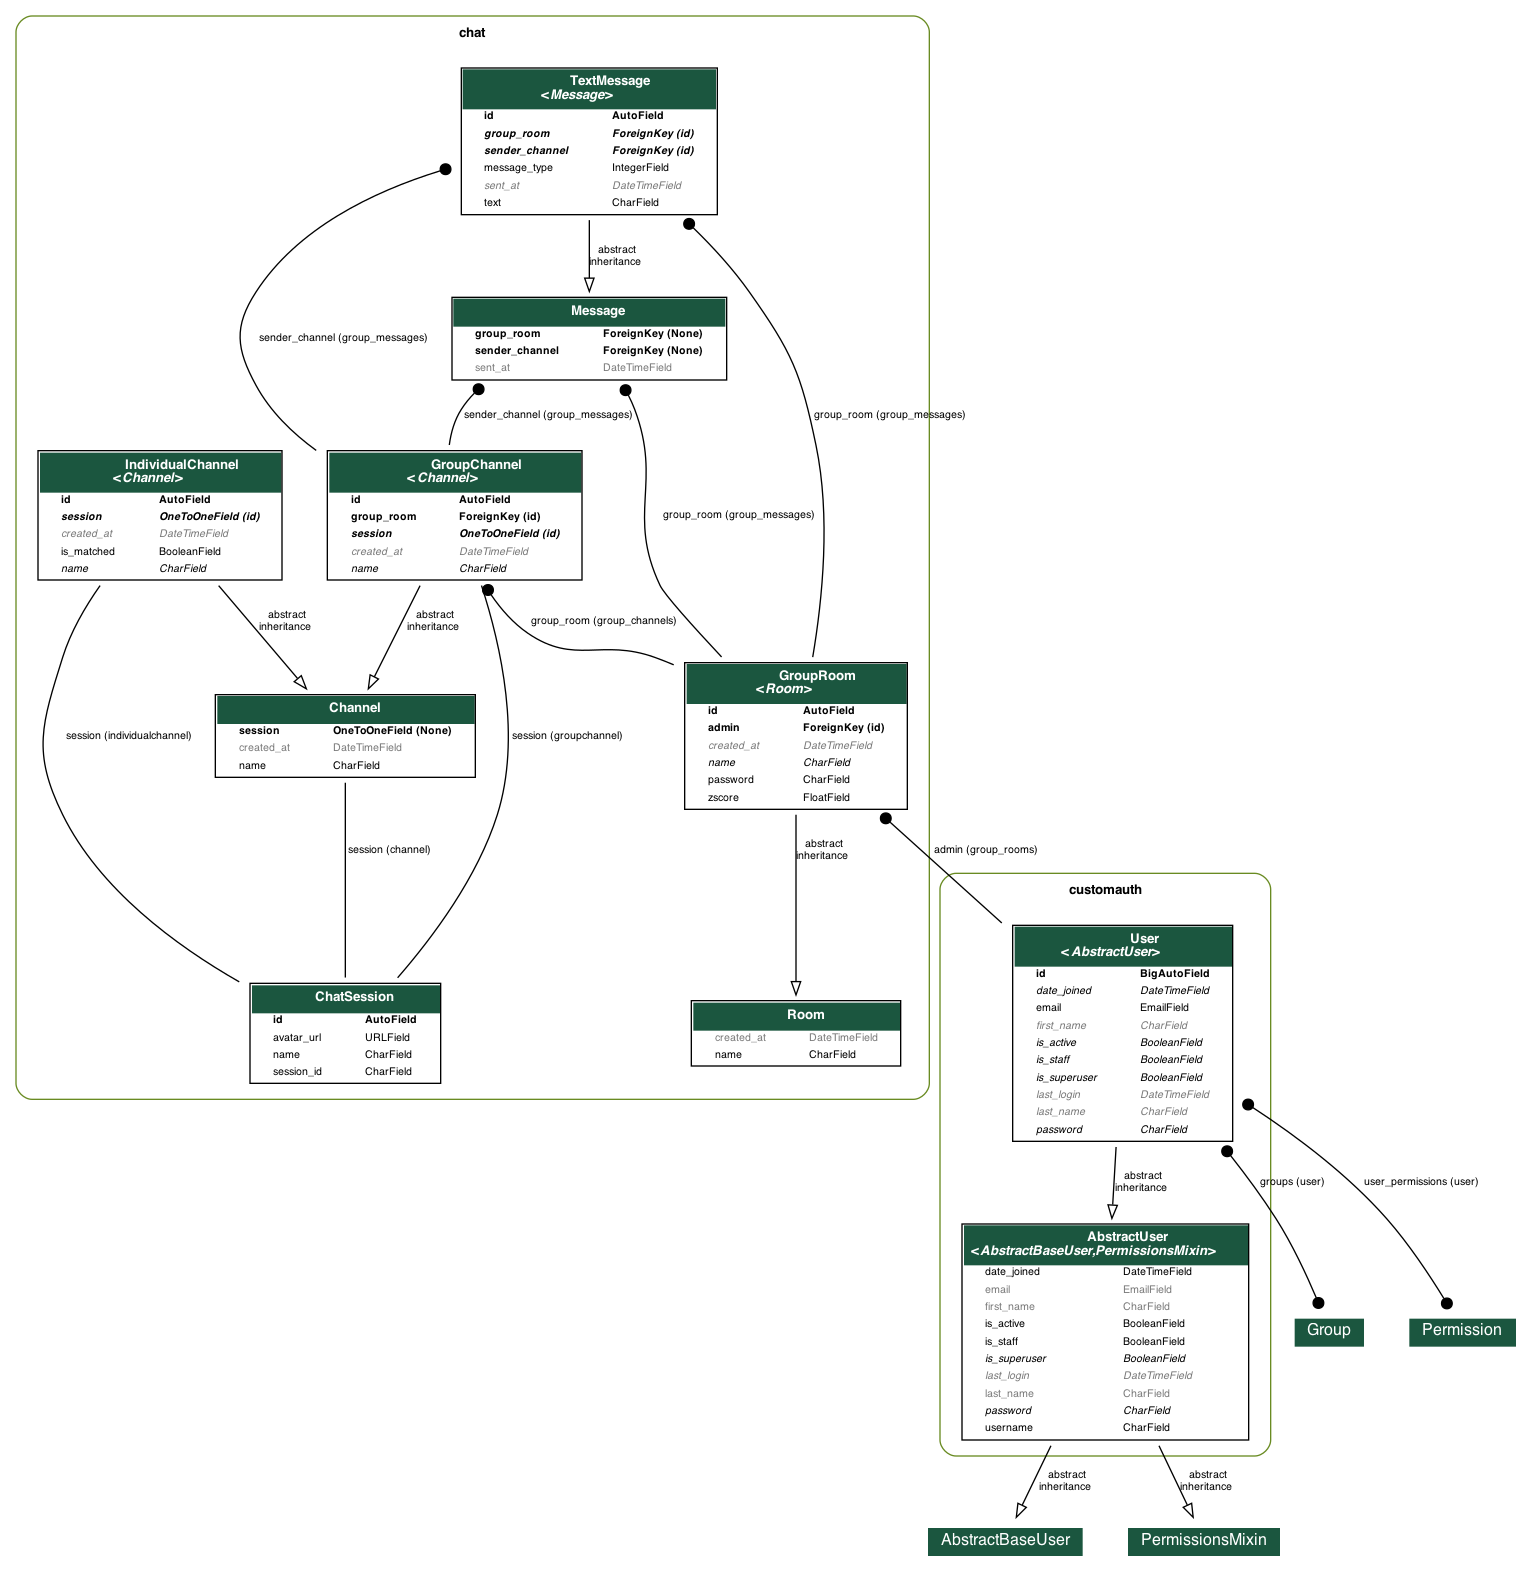 chat
TextMessage
<Message>
id AutoField
group_room ForeignKey (id)
sender_channel ForeignKey (id)
message_type IntegerField
sent_at DateTimeField
text CharField
abstract
inheritance
sender_channel (group_messages)
Message
group_room ForeignKey (None)
sender_channel ForeignKey (None)
sent_at DateTimeField
sender_channel (group_messages)
group_room (group_messages)
group_room (group_messages)
IndividualChannel
<Channel>
id AutoField
session OneToOneField (id)
created_at DateTimeField
is_matched BooleanField
name CharField
GroupChannel
<Channel>
id AutoField
group_room ForeignKey (id)
session OneToOneField (id)
created_at DateTimeField
name CharField
abstract
inheritance
abstract
inheritance
group_room (group_channels)
GroupRoom
<Room>
id AutoField
admin ForeignKey (id)
created_at DateTimeField
name CharField
password CharField
zscore FloatField
Channel
session OneToOneField (None)
created_at DateTimeField
name CharField
session (individualchannel)
session (groupchannel)
session (channel)
abstract
inheritance
admin (group_rooms)
ChatSession
id AutoField
avatar_url URLField
name CharField
session_id CharField
Room
created_at DateTimeField
name CharField
customauth
User
<AbstractUser>
id BigAutoField
date_joined DateTimeField
email EmailField
first_name CharField
is_active BooleanField
is_staff BooleanField
is_superuser BooleanField
last_login DateTimeField
last_name CharField
password CharField
abstract
inheritance
groups (user)
user_permissions (user)
AbstractUser
<AbstractBaseUser,PermissionsMixin>
date_joined DateTimeField
email EmailField
first_name CharField
is_active BooleanField
is_staff BooleanField
is_superuser BooleanField
last_login DateTimeField
last_name CharField
password CharField
username CharField
Group
Permission
abstract
inheritance
abstract
inheritance
AbstractBaseUser
PermissionsMixin